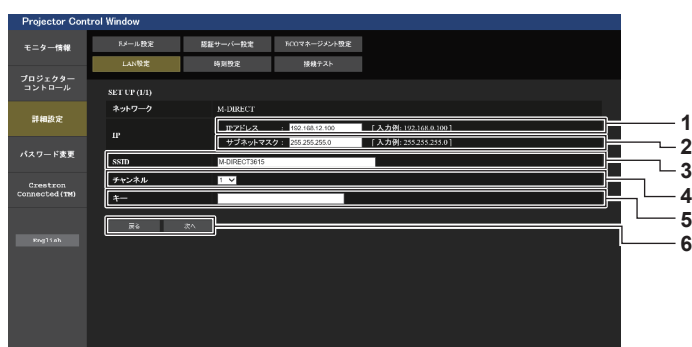 Projector Control Window
モニター情報
プロジェクター
コントロール
詳細設定
パスワード変更
Crestron
Connected(TM)
English
Eメール設定 認証サーバー設定 ECOマネージメント設定
LAN設定 時刻設定 接続テスト
SET UP (1/1)
ネットワーク M-DIRECT
IP
IPアドレス : 192.168.12.100 [入力例: 192.168.0.100]
サブネットマスク : 255.255.255.0 [入力例: 255.255.255.0]
SSID M-DIRECT3615
チャンネル 1
キー
戻る 次へ
1
2
3
4
5
6